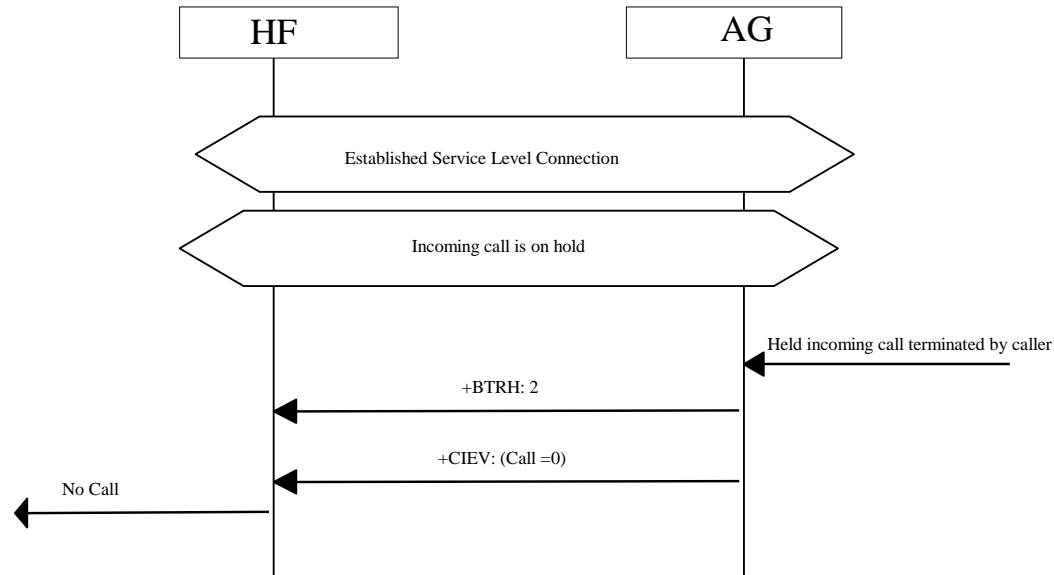 HF
AG
Established Service Level Connection
Incoming call is on hold
Held incoming call terminated by caller
+BTRH: 2
+CIEV: (Call =0)
No Call